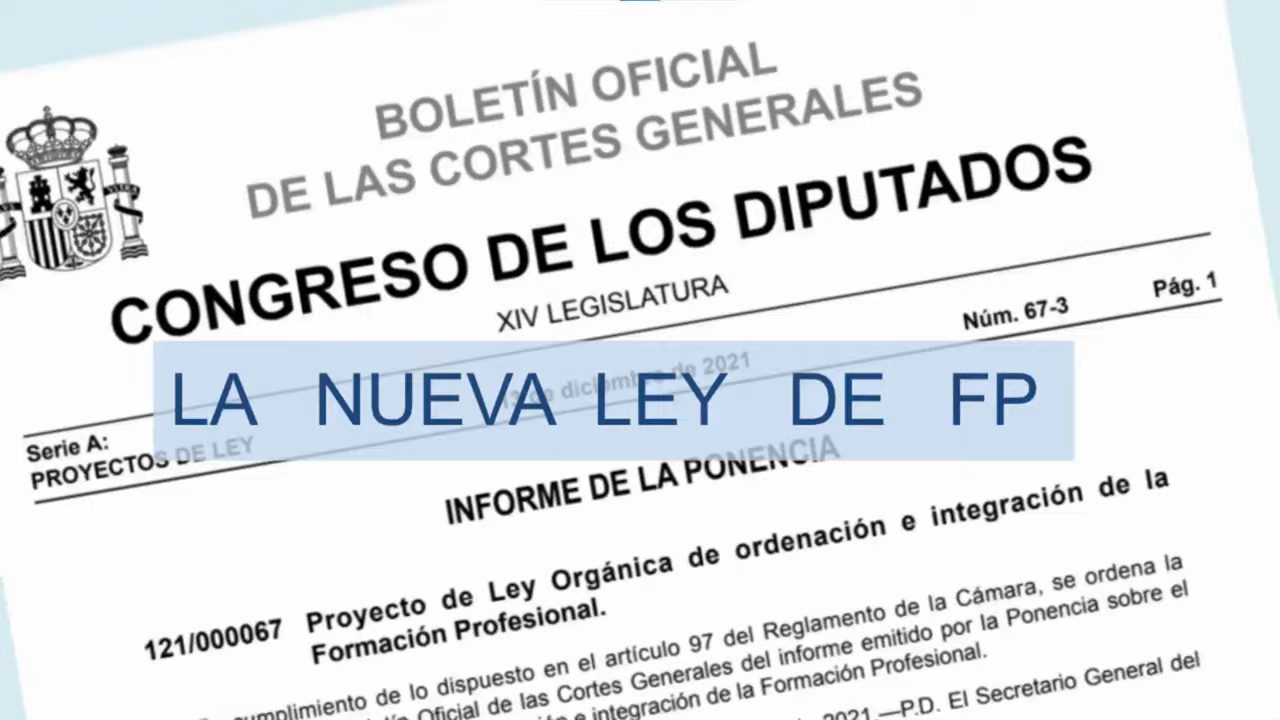 BOLETÍN OFICIAL
DE LAS CORTES GENERALES
CONGRESO DE LOS DIPUTADOS
XIV LEGISLATURA
Serie A:
PROYECTOS DE LEY
13 de diciembre de 2021
Núm. 67-3
Pág. 1
LA NUEVA LEY DE FP
INFORME DE LA PONENCIA
121/000067 Proyecto de Ley Orgánica de ordenación e integración de la
Formación Profesional.
de lo dispuesto en el artículo 97 del Reglamento de la Cámara, se ordena la
Oficial de las Cortes Generales del informe emitido por la Ponencia sobre el
e integración de la Formación Profesional.
2021.—P.D. El Secretario General del